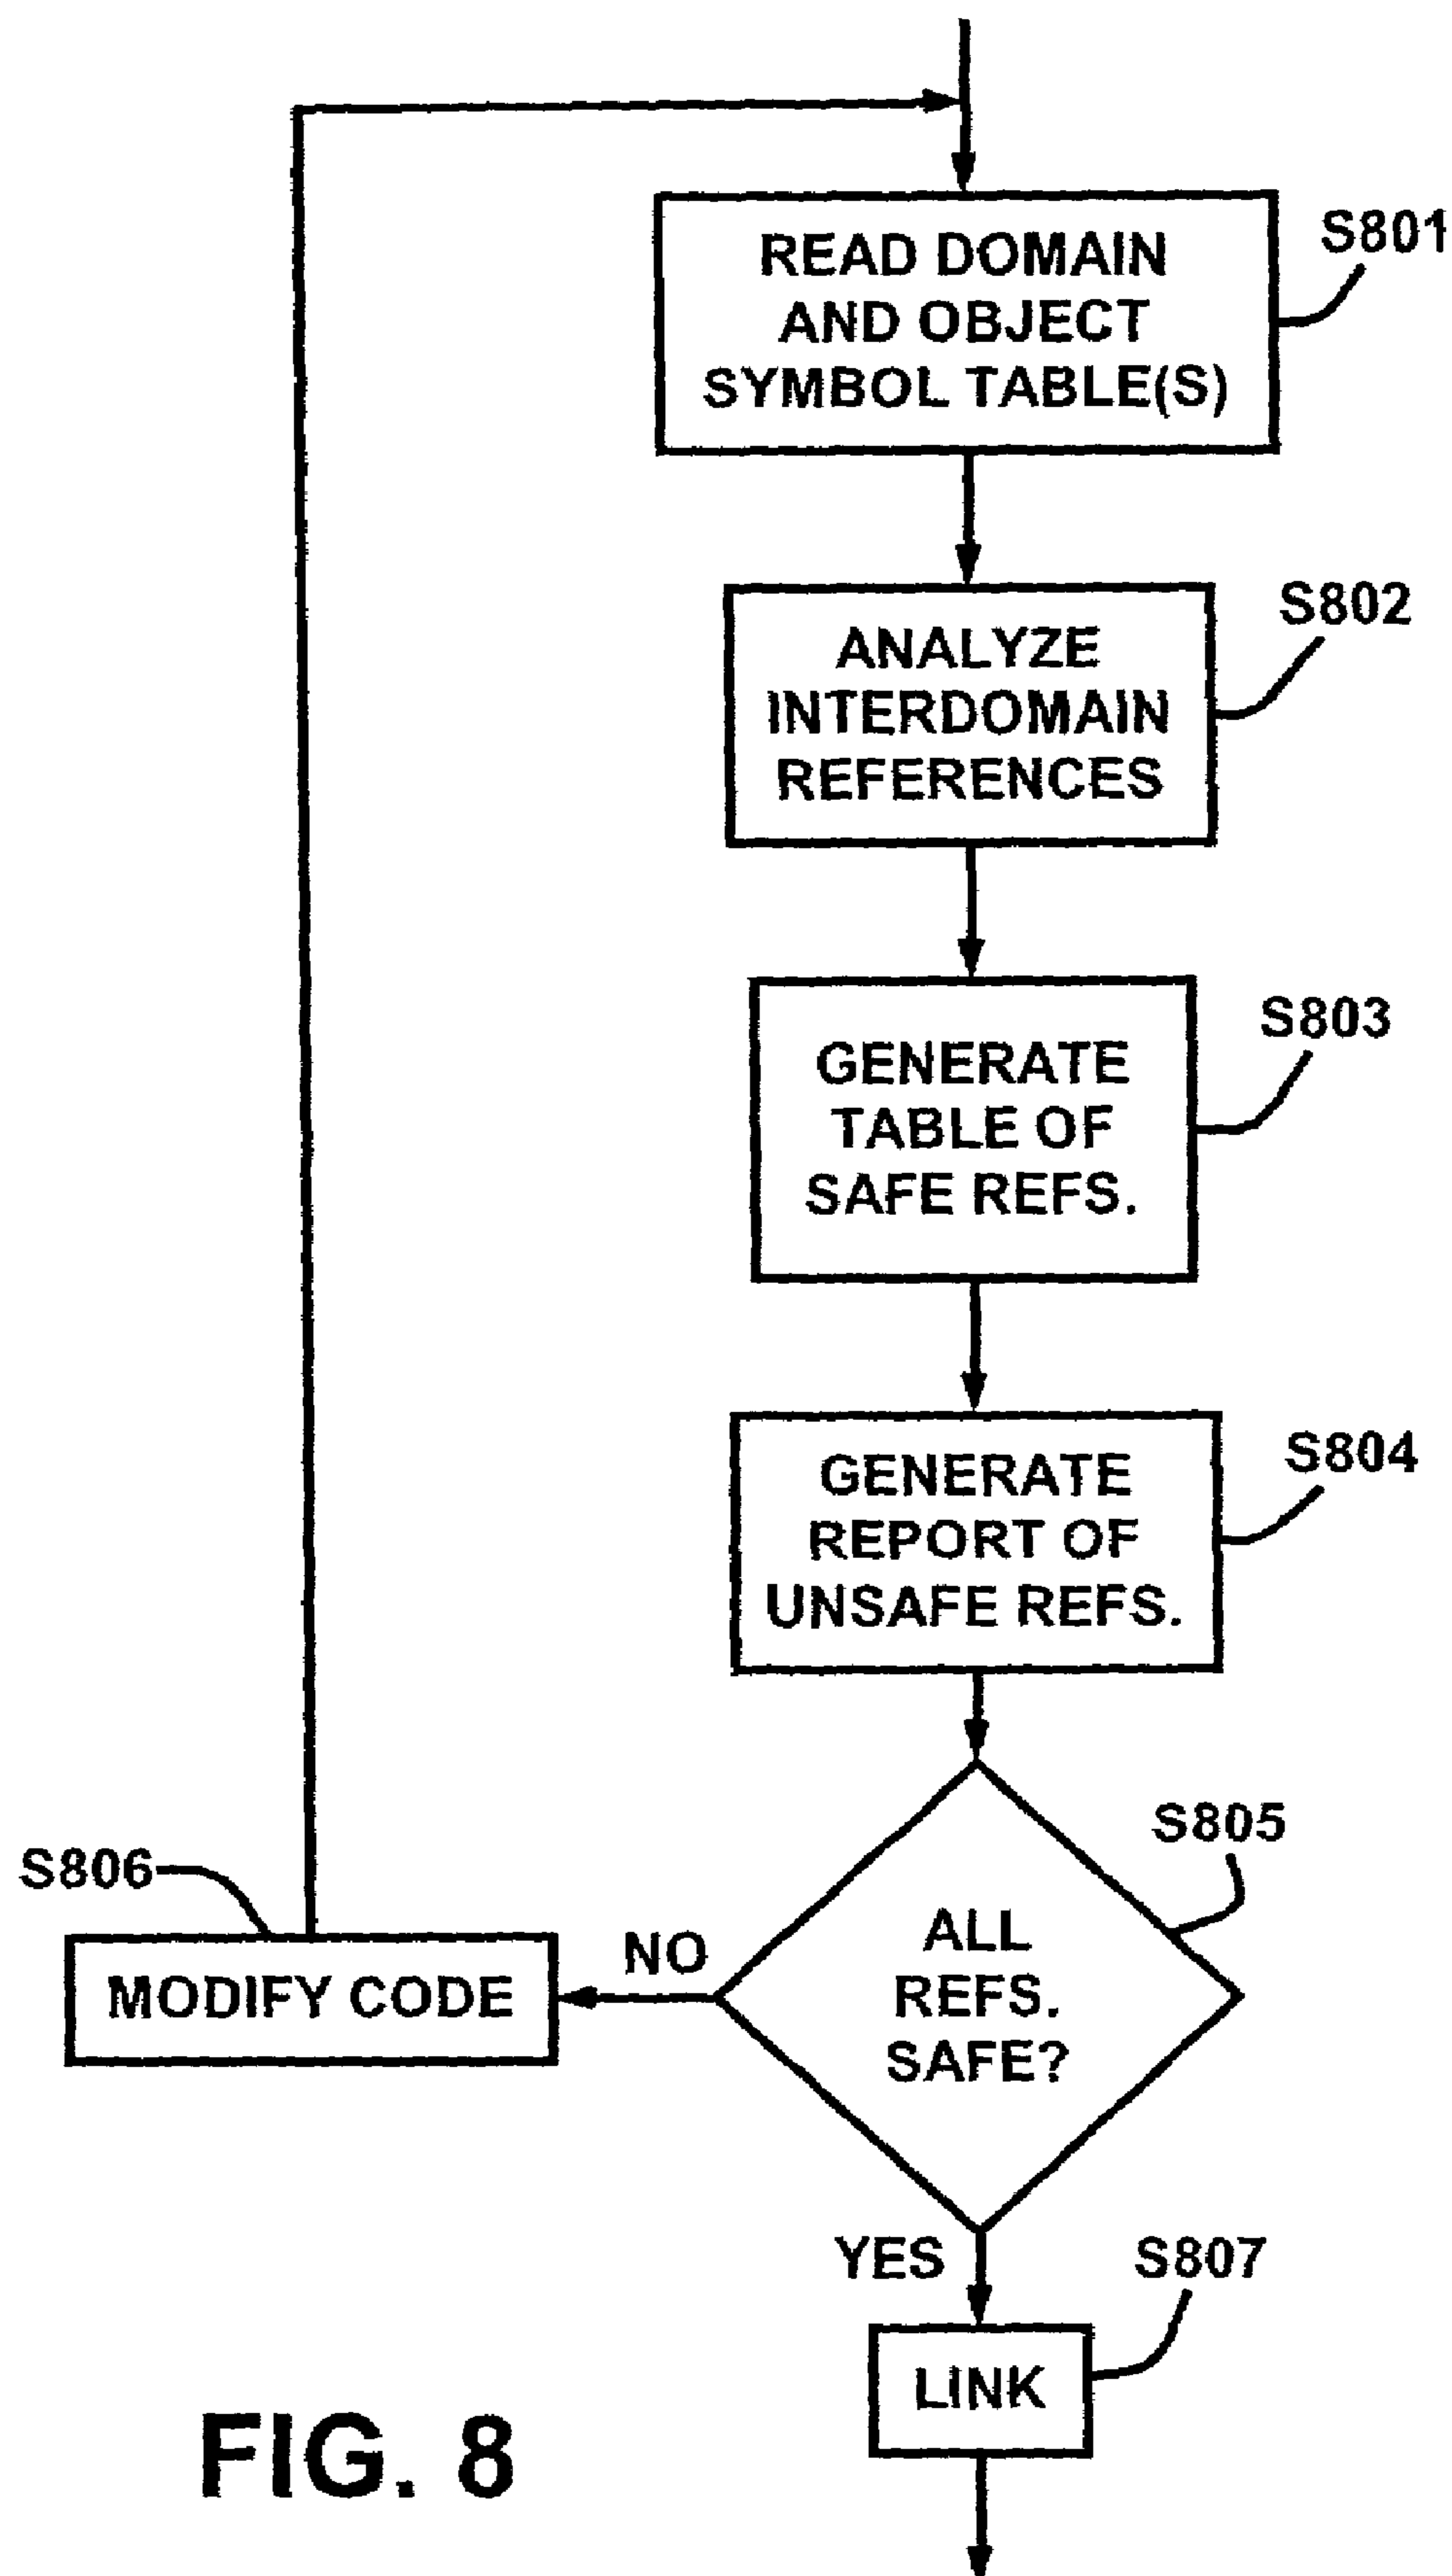 READ DOMAIN
AND OBJECT
SYMBOL TABLE(S)
S801
ANALYZE
INTERDOMAIN
REFERENCES
S802
GENERATE
TABLE OF
SAFE REFS.
S803
GENERATE
REPORT OF
UNSAFE REFS.
S804
ALL
REFS.
SAFE?
S805
NO
S806
MODIFY CODE
YES
LINK
S807
FIG. 8